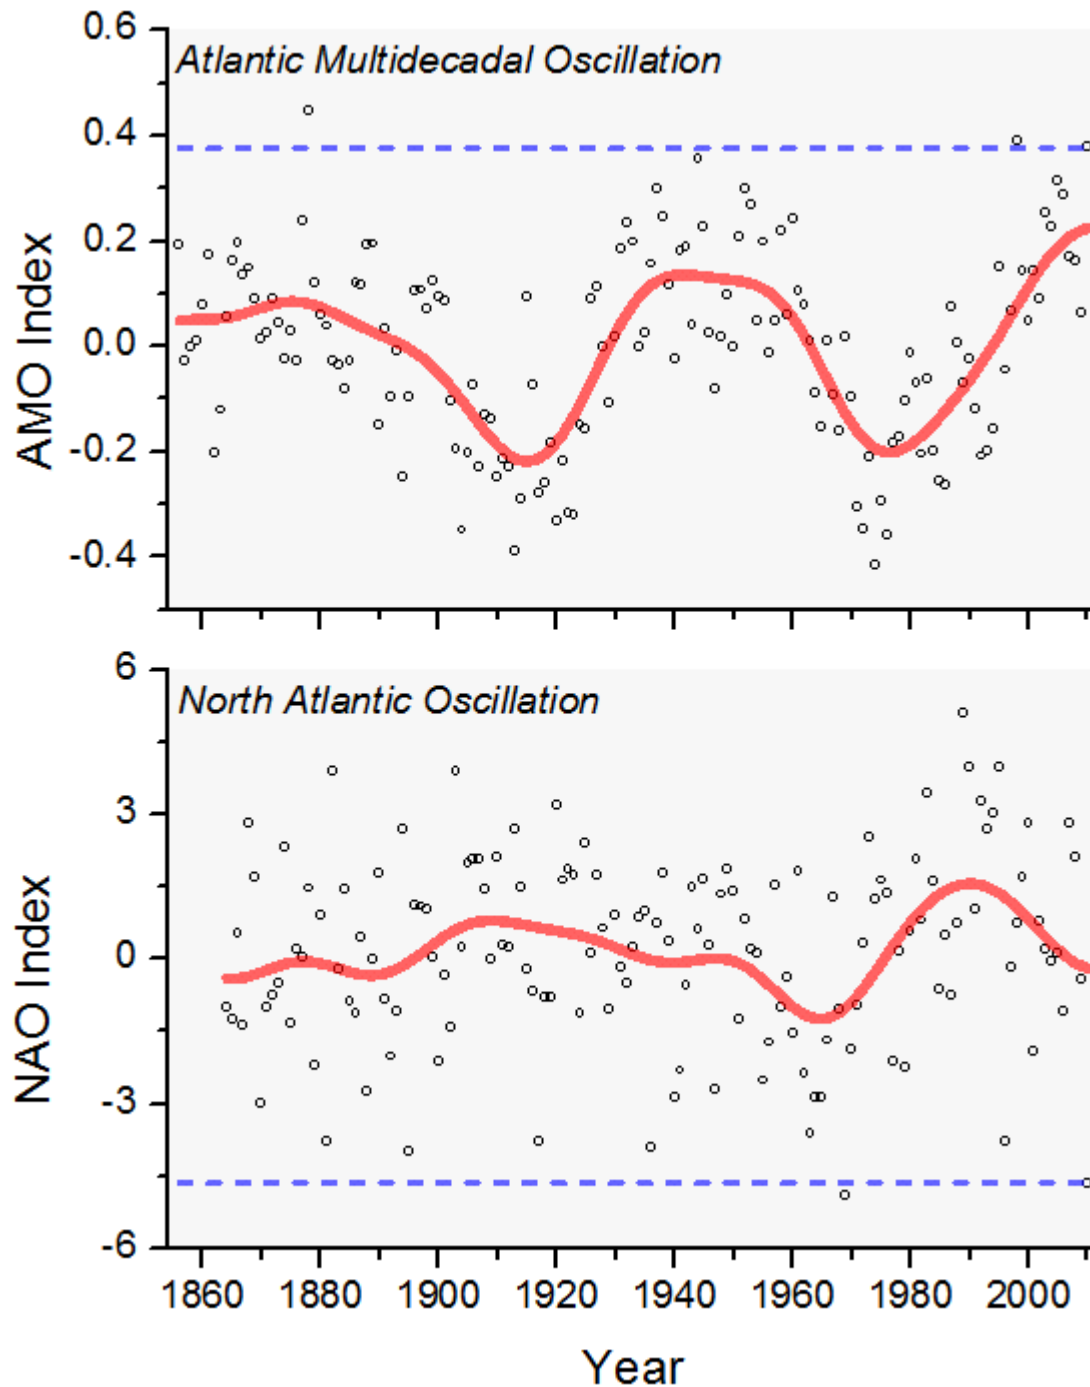 0.6
Atlantic Multidecadal Oscillation
0.4
0.2
0.0
-0.2
-0.4
AMO Index
6
North Atlantic Oscillation
3
0
-3
-6
NAO Index
1860 1880 1900 1920 1940 1960 1980 2000
Year